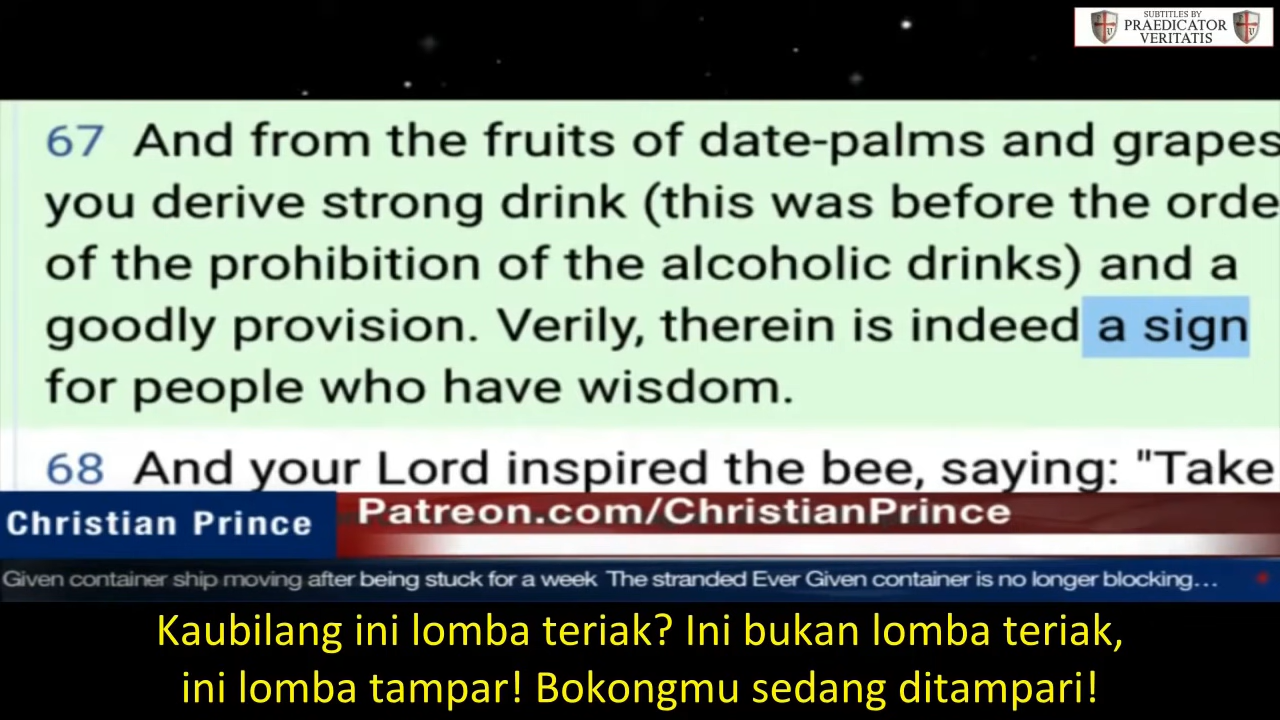 SUBTITLES BY
PRAEDICATOR
VERITATIS
67 And from the fruits of date-palms and grapes
you derive strong drink (this was before the orde
of the prohibition of the alcoholic drinks) and a
goodly provision. Verily, therein is indeed a sign
for people who have wisdom.
68 And your Lord inspired the bee, saying: "Take
Christian Prince
Patreon.com/ChristianPrince
Given container ship moving after being stuck for a week The stranded Ever Given container is no longer blocking...
Kaubilang ini lomba teriak? Ini bukan lomba teriak,
ini lomba tampar! Bokongmu sedang ditampari!